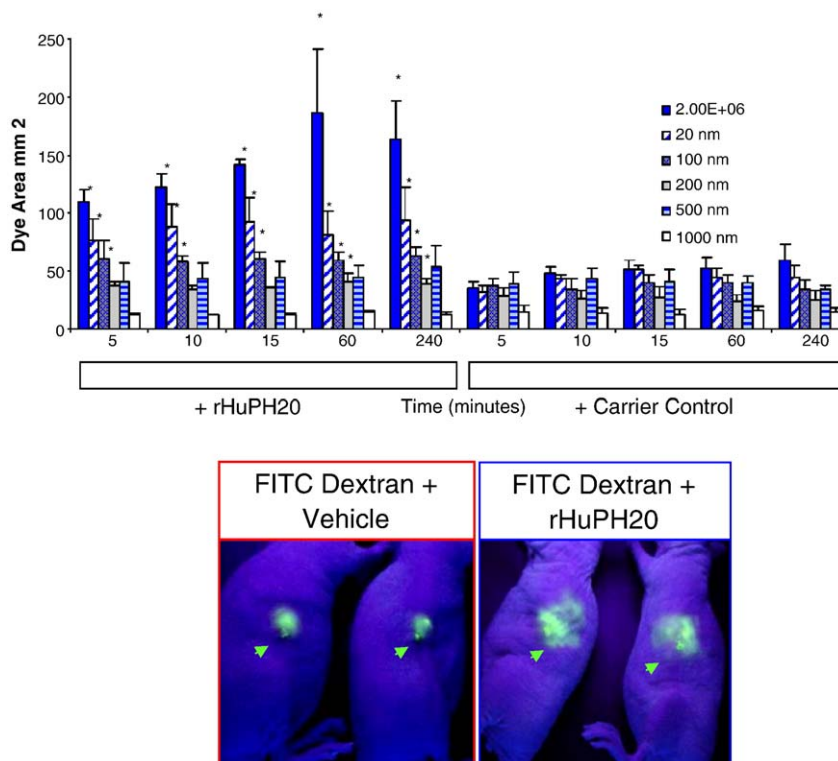 250
200
150
100
50
0
Dye Area mm 2
*
*
* * *
* *
* *
* * * *
* * * *
2.00E+06
20 nm
100 nm
200 nm
500 nm
1000 nm
5 10 15 60 240 5 10 15 60 240
+ rHuPH20 Time (minutes) + Carrier Control
FITC Dextran +
Vehicle
FITC Dextran +
rHuPH20